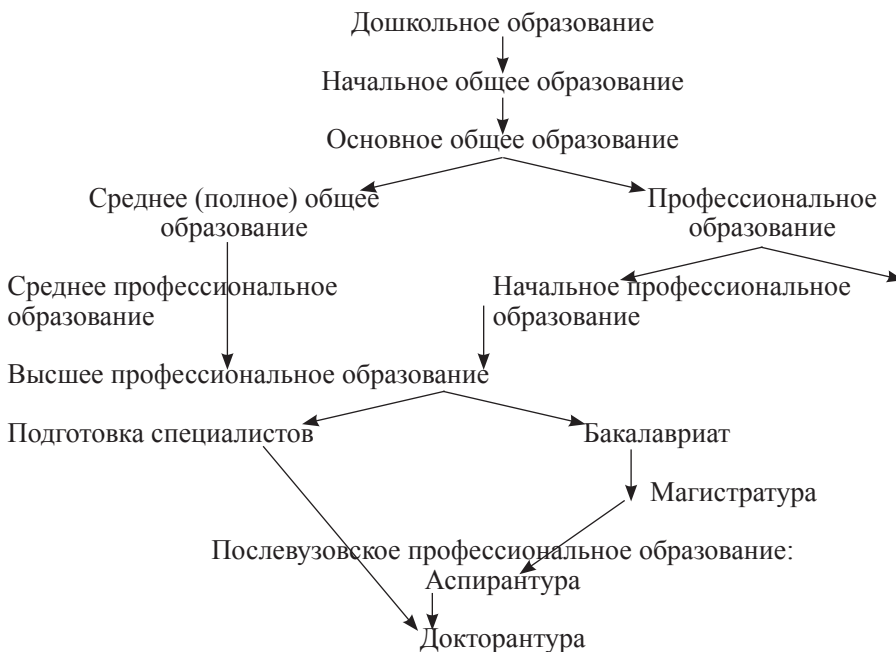 Дошкольное образование
Начальное общее образование
Основное общее образование
Среднее (полное) общее
образование
Профессиональное
образование
Среднее профессиональное
образование
Начальное профессиональное
образование
Высшее профессиональное образование
Подготовка специалистов
Бакалавриат
Магистратура
Послевузовское профессиональное образование:
Аспирантура
Докторантура